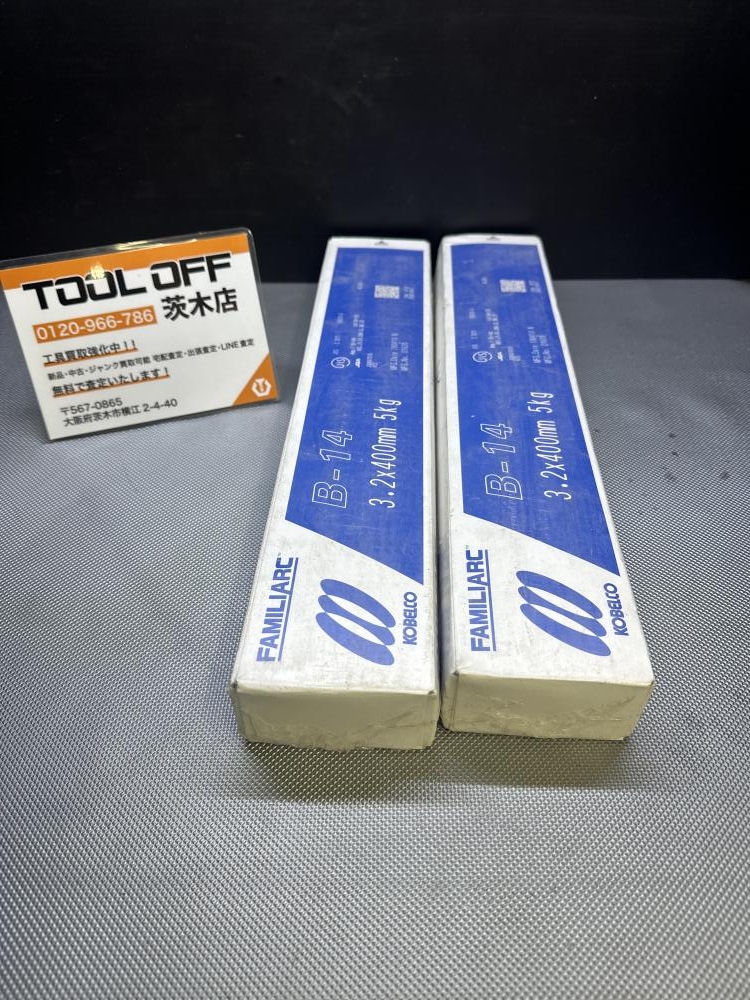 TOOL OFF
0120-966-786 茨木店
工具買取強化中!!
新品・中古・ジャンク買取可能 宅配査定・出張査定・LINE査定
無料で査定いたします!
〒567-0865
大阪府茨木市横江 2-4-40
B-14
3.2x400mm 5kg
FAMILIARC™
KOBELCO
B-14
3.2x400mm 5kg
FAMILIARC™
KOBELCO